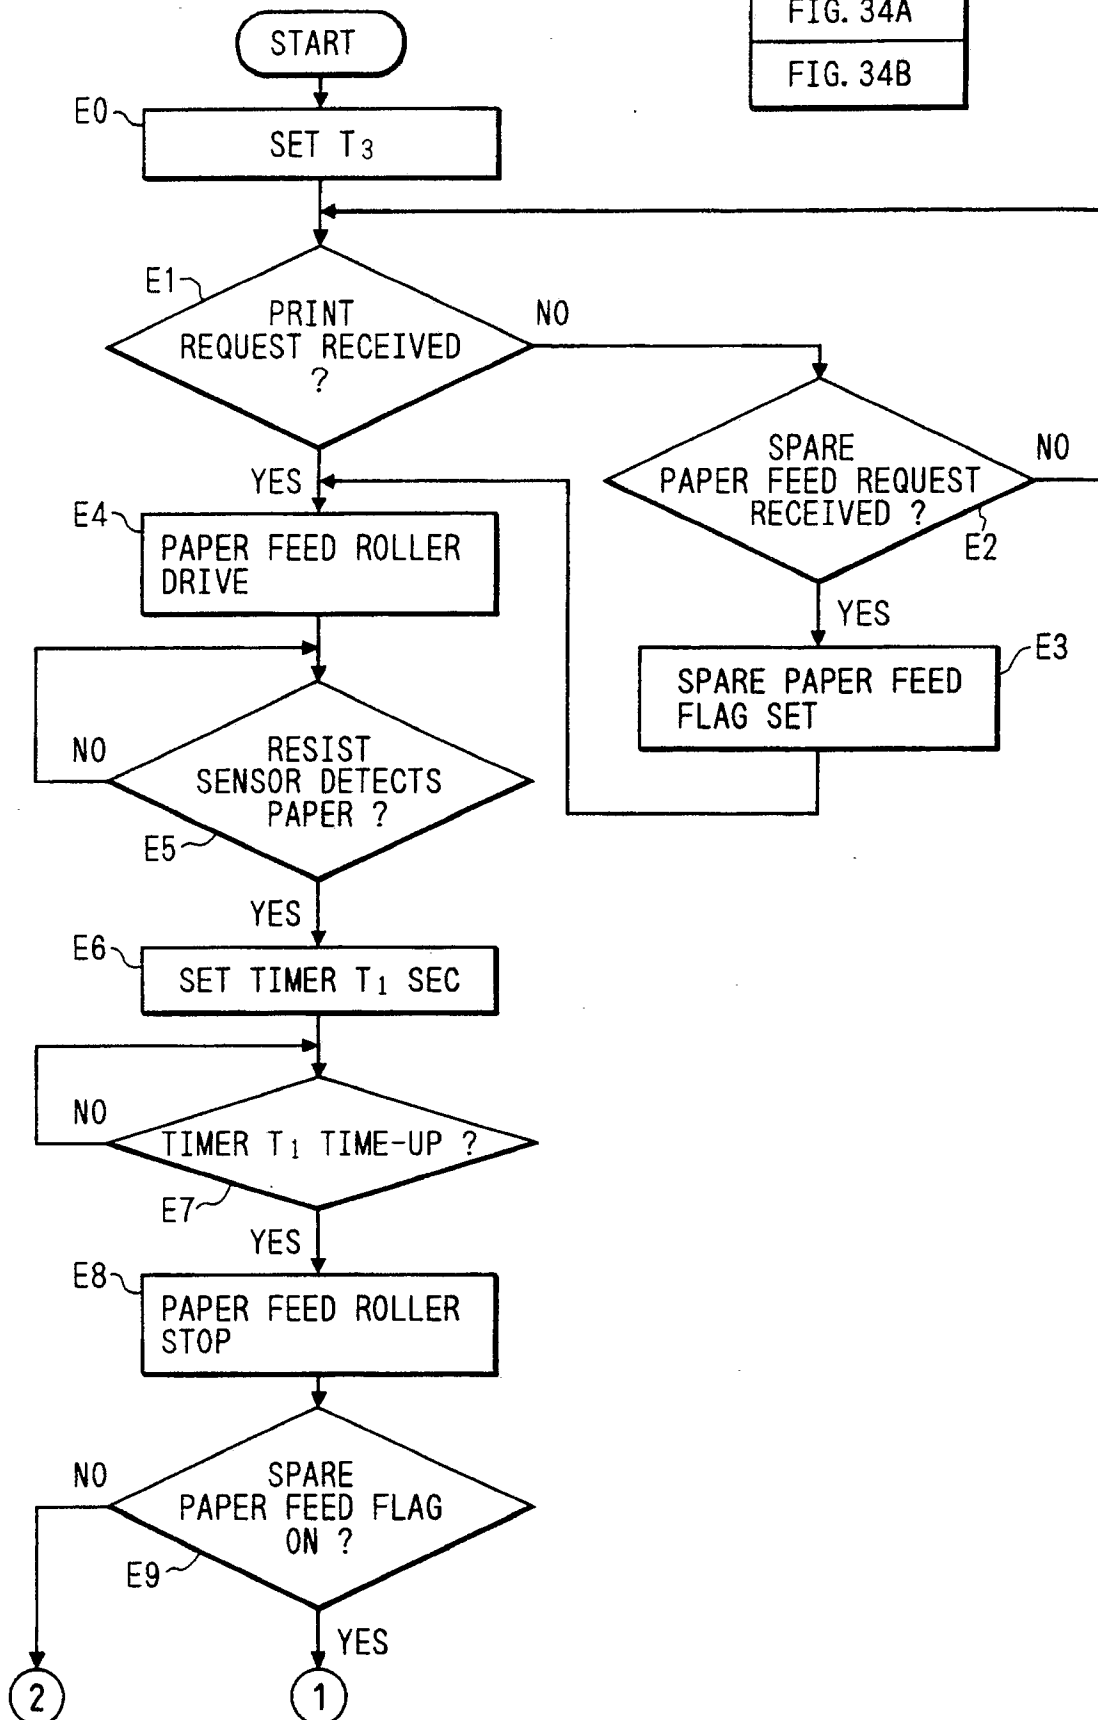 FIG. 34A
FIG. 34B
START
E0
SET T3
E1
PRINT
REQUEST RECEIVED
?
NO
YES
SPARE
PAPER FEED REQUEST
RECEIVED ?
E2
NO
YES
E3
SPARE PAPER FEED
FLAG SET
E4
PAPER FEED ROLLER
DRIVE
RESIST
SENSOR DETECTS
PAPER ?
NO
E5
YES
E6
SET TIMER T1 SEC
NO
TIMER T1 TIME-UP ?
E7
YES
E8
PAPER FEED ROLLER
STOP
NO
SPARE
PAPER FEED FLAG
ON ?
E9
YES
2
1